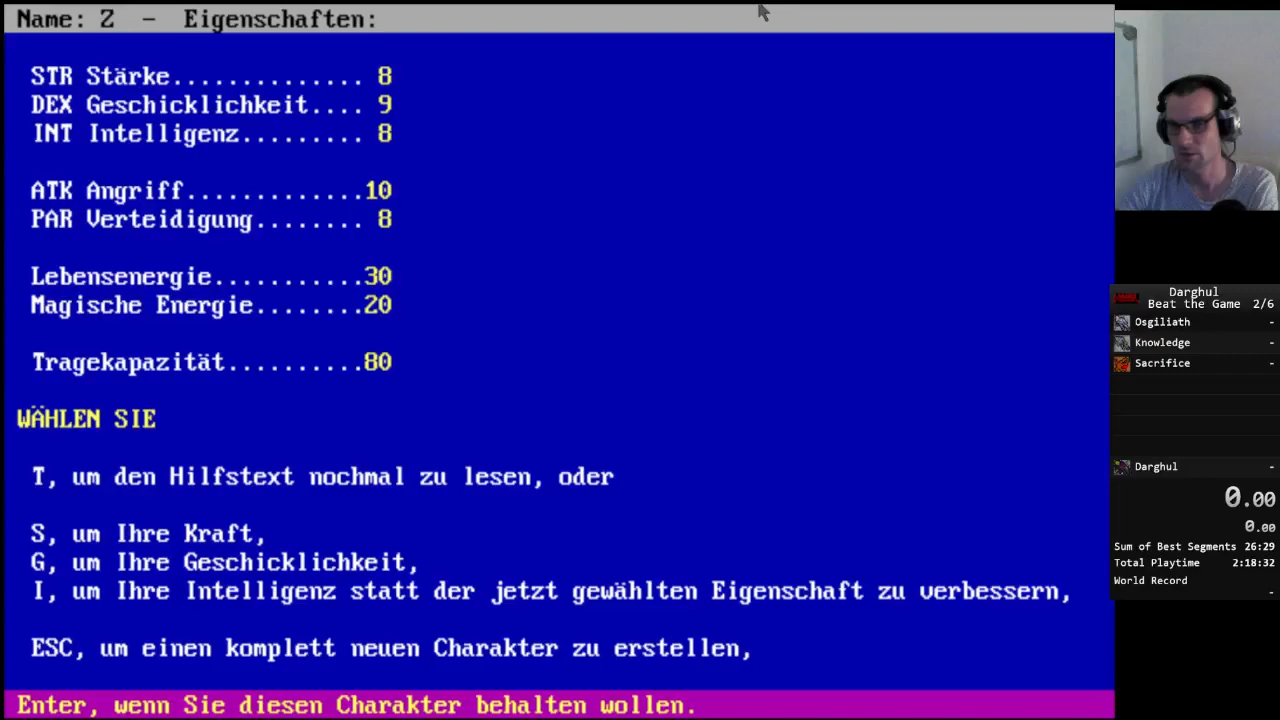 Name: Z  -  Eigenschaften:
STR Stärke.............. 8
DEX Geschicklichkeit.... 9
INT Intelligenz......... 8
ATK Angriff.............10
PAR Verteidigung........ 8
Lebensenergie...........30
Magische Energie........20
Tragekapazität..........80
WÄHLEN SIE
T, um den Hilfstext nochmal zu lesen, oder
S, um Ihre Kraft,
G, um Ihre Geschicklichkeit,
I, um Ihre Intelligenz statt der jetzt gewählten Eigenschaft zu verbessern,
ESC, um einen komplett neuen Charakter zu erstellen,
Enter, wenn Sie diesen Charakter behalten wollen.
Darghul
Beat the Game 2/6
Osgiliath -
Knowledge -
Sacrifice -
Darghul -
0.00
0.00
Sum of Best Segments 26:29
Total Playtime 2:18:32
World Record -